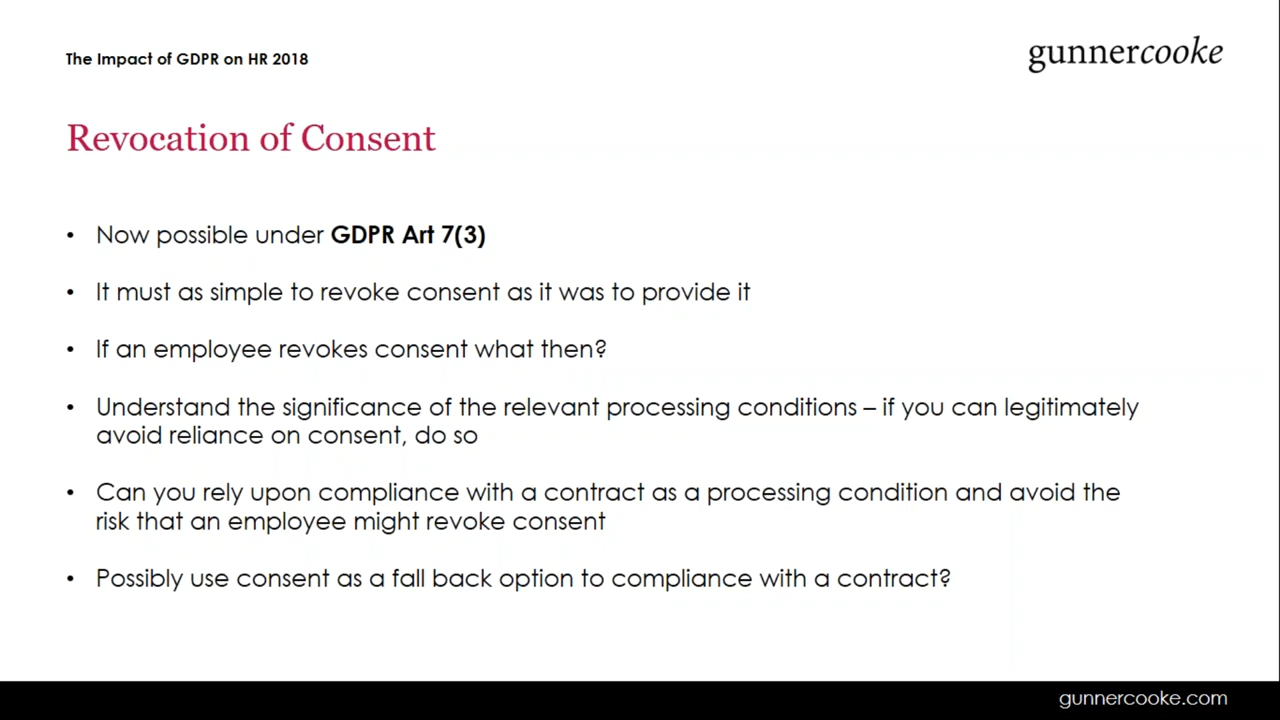 The Impact of GDPR on HR 2018
gunnercooke
Revocation of Consent
• Now possible under GDPR Art 7(3)
• It must as simple to revoke consent as it was to provide it
• If an employee revokes consent what then?
• Understand the significance of the relevant processing conditions – if you can legitimately
avoid reliance on consent, do so
• Can you rely upon compliance with a contract as a processing condition and avoid the
risk that an employee might revoke consent
• Possibly use consent as a fall back option to compliance with a contract?
gunnercooke.com